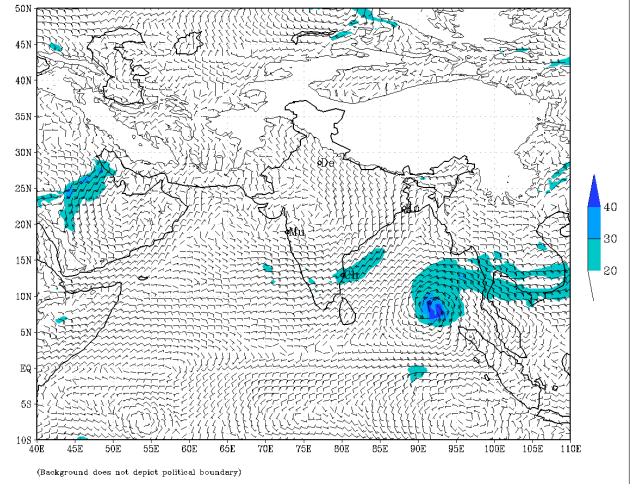 50N
45N
40N
35N
30N
De
25N
20N
Mu
15N
10N
5N
EQ
5S
10S
40E 45E 50E 55E 60E 65E 70E 75E 80E 85E 90E 95E 100E 105E 110E
40
30
20
(Background does not depict political boundary)